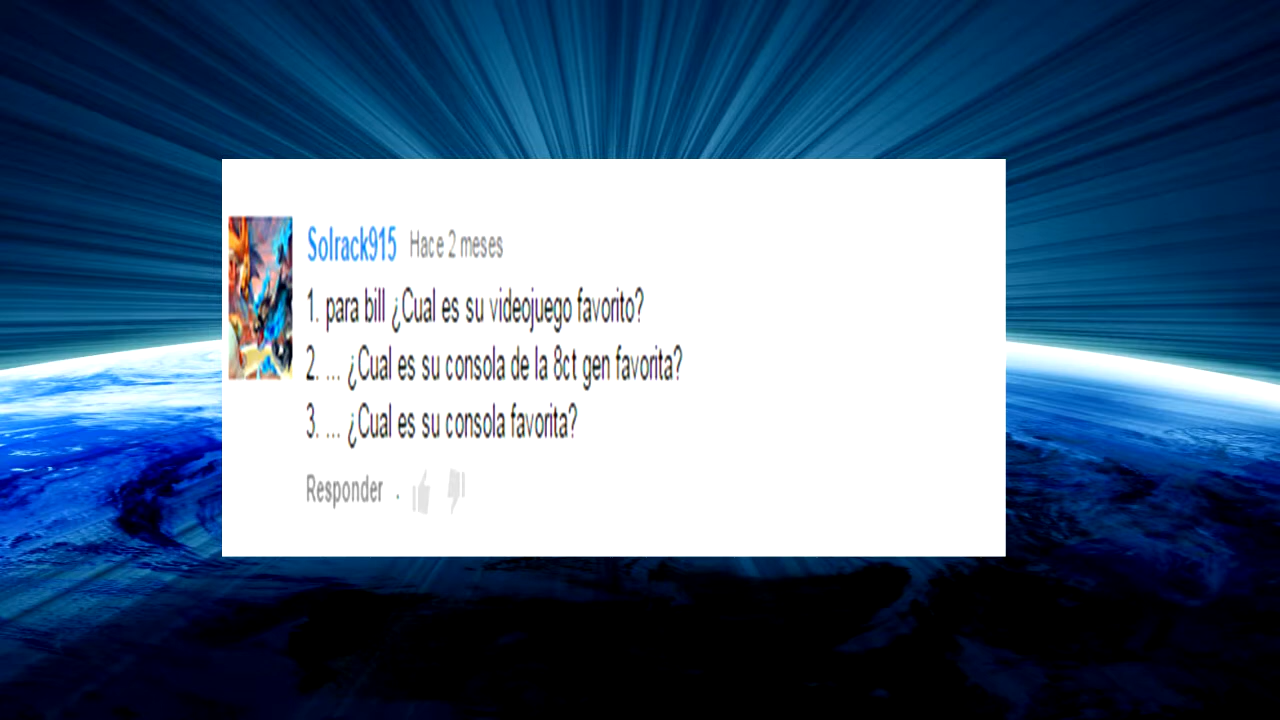 Solrack915 Hace 2 meses
1. para bill ¿Cual es su videojuego favorito?
2. ... ¿Cual es su consola de la 8ct gen favorita?
3. ... ¿Cual es su consola favorita?
Responder .